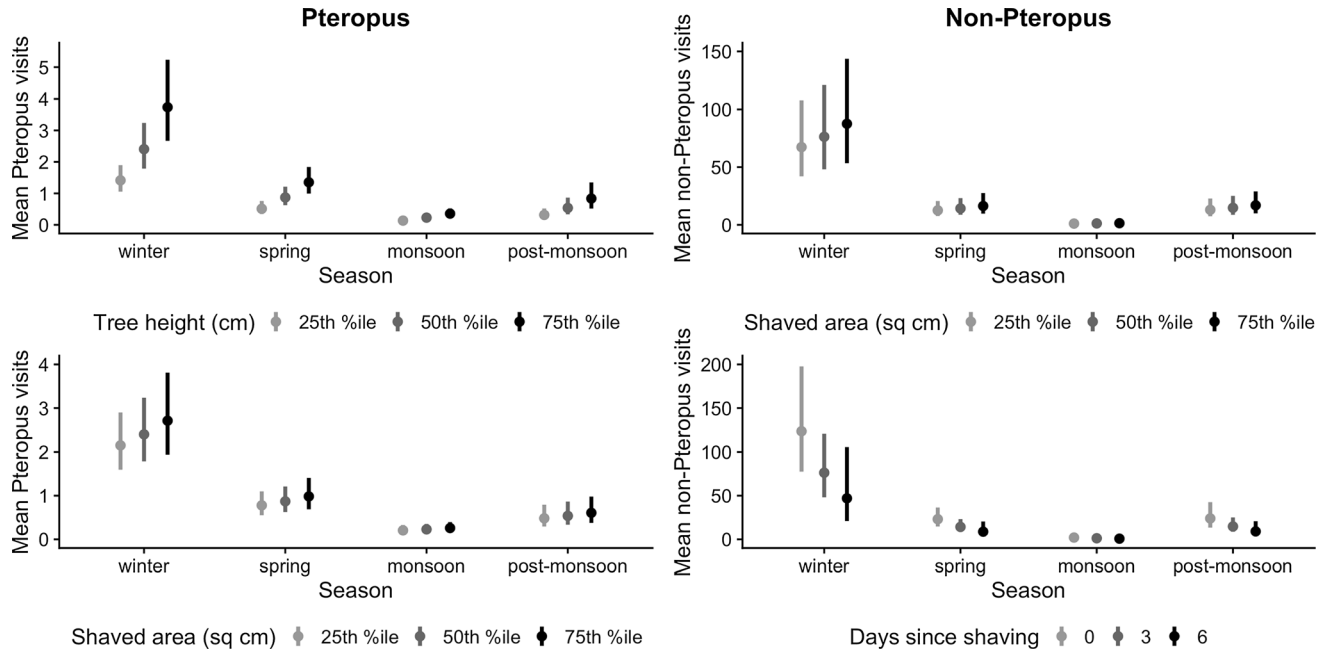 Pteropus
Mean Pteropus visits
5
4
3
2
1
0
winter spring monsoon post-monsoon
Season
Tree height (cm) 25th %ile 50th %ile 75th %ile
Non-Pteropus
Mean non-Pteropus visits
150
100
50
0
winter spring monsoon post-monsoon
Season
Shaved area (sq cm) 25th %ile 50th %ile 75th %ile
Mean Pteropus visits
4
3
2
1
0
winter spring monsoon post-monsoon
Season
Shaved area (sq cm) 25th %ile 50th %ile 75th %ile
Mean non-Pteropus visits
200
150
100
50
0
winter spring monsoon post-monsoon
Season
Days since shaving 0 3 6